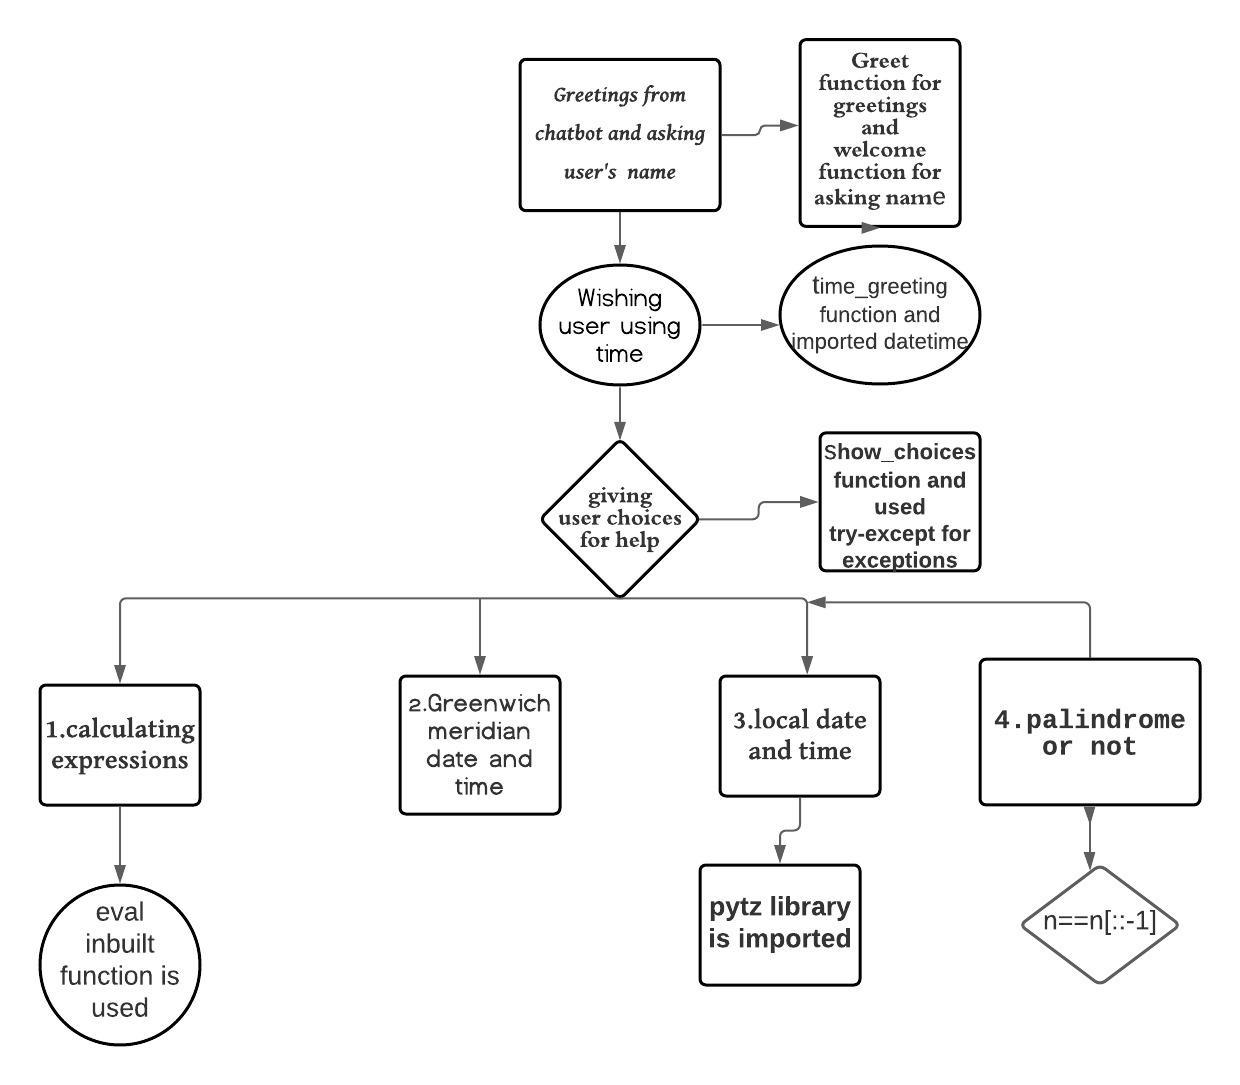 Greetings from
chatbot and asking
user's name
Greet
function for
greetings
and
welcome
function for
asking name
Wishing
user using
time
time_greeting
function and
imported datetime
giving
user choices
for help
Show_choices
function and
used
try-except for
exceptions
1.calculating
expressions
2.Greenwich
meridian
date and
time
3.local date
and time
4.palindrome
or not
eval
inbuilt
function is
used
pytz library
is imported
n==n[::-1]